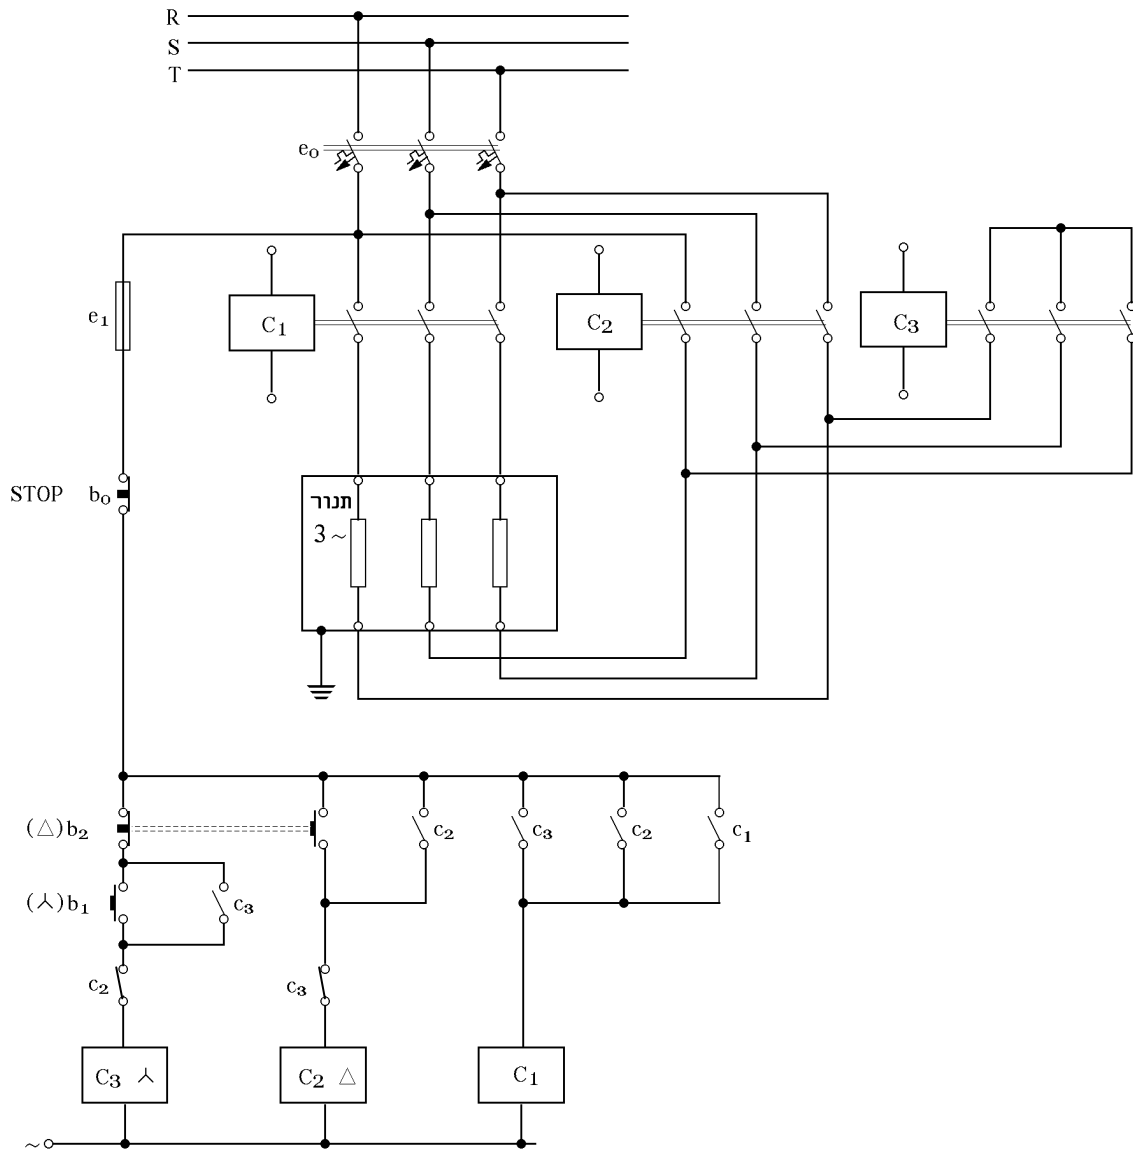 R
S
T
e₀
e₁
C₁
C₂
C₃
STOP b₀
תנור
3 ~
(△)b₂
c₂
c₃
c₂
c₁
(⅄)b₁
c₃
c₂
c₃
C₃ ⅄
C₂ △
C₁
~